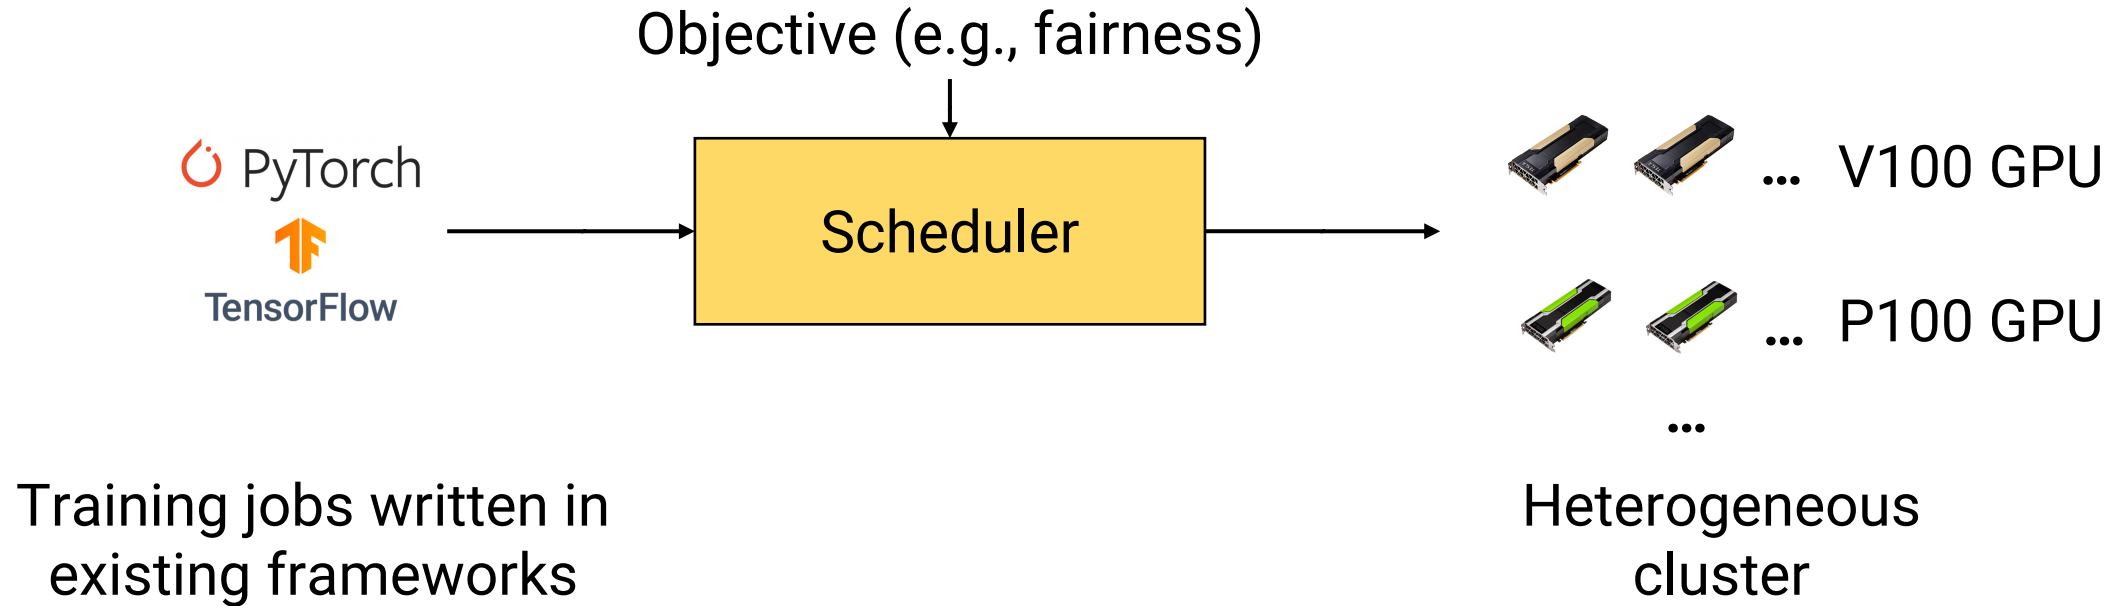 Objective (e.g., fairness)
PyTorch
TensorFlow
Scheduler
... V100 GPU
... P100 GPU
...
Training jobs written in
existing frameworks
Heterogeneous
cluster